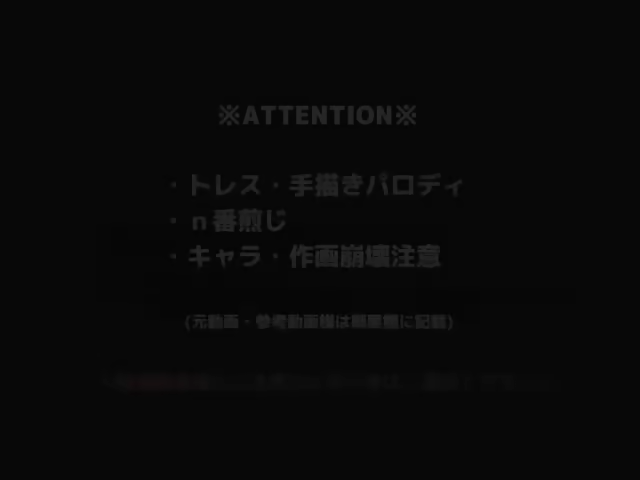 ※ATTENTION※
・トレス・手描きパロディ
・n番煎じ
・キャラ・作画崩壊注意
(元動画・参考動画様は概要欄に記載)